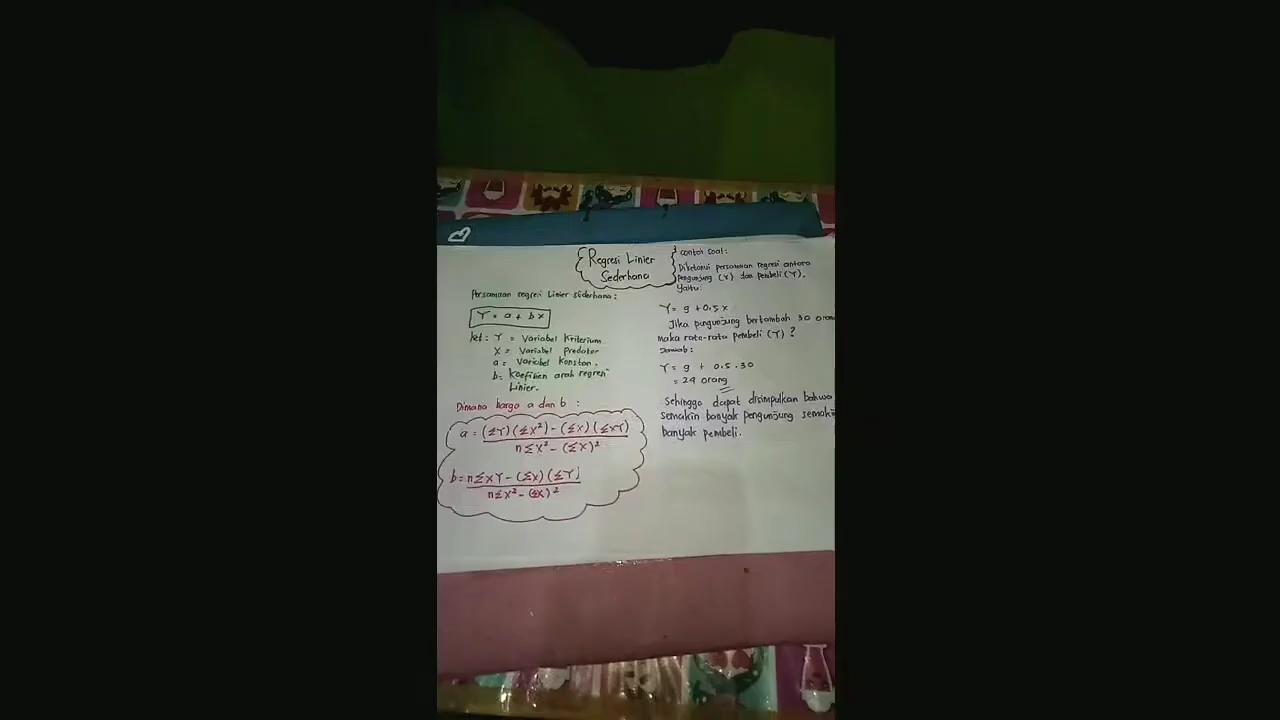 Regresi Linier
Sederhana
Persamaan regresi Linier sederhana:
Y = a + bx
ket: Y = Variabel Kriterium
X = Variabel Predator
a = Variabel Konstan.
b = Koefisien arah regresi
Linier.
Dimana harga a dan b :
a = (ΣY)(ΣX²) - (ΣX)(ΣXY)
nΣX² - (ΣX)²
b = nΣXY - (ΣX)(ΣY)
nΣX² - (ΣX)²
contoh soal:
Diketahui persamaan regresi antara
pengunjung (X) dan pembeli (Y).
Yaitu:
Y = 9 + 0.5x
Jika pengunjung bertambah 30 oran
maka rata-rata pembeli (Y) ?
Jawab:
Y = 9 + 0.5.30
= 24 orang
Sehingga dapat disimpulkan bahwa
semakin banyak pengunjung semaki
banyak pembeli.